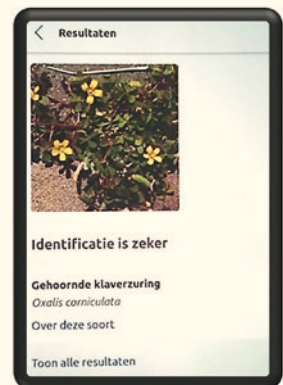 Resultaten
Identificatie is zeker
Gehoornde klaverzuring
Oxalis corniculata
Over deze soort
Toon alle resultaten